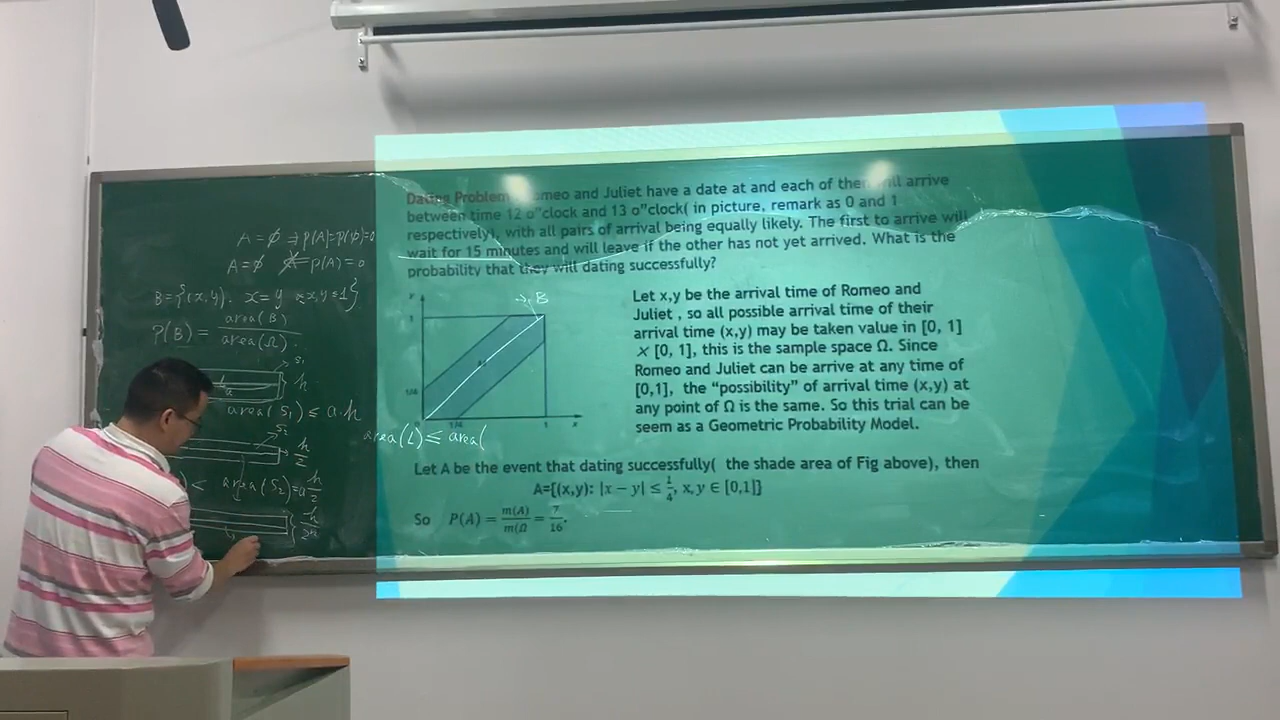 A = ∅ ⇒ P(A)=P(∅)=0
A=∅ ⇍ P(A)=0
B={(x,y). x=y x,y≤1}
P(B) = area(B) / area(Ω).
S1
h
a
area(S1) ≤ a·h
S2
h/2
< area(S2)=a h/2
Dating Problem Romeo and Juliet have a date at and each of them will arrive
between time 12 o"clock and 13 o"clock( in picture, remark as 0 and 1
respectively), with all pairs of arrival being equally likely. The first to arrive will
wait for 15 minutes and will leave if the other has not yet arrived. What is the
probability that they will dating successfully?
B
y
1
1/4
0
1/4
1
x
area(L) ≤ area(
Let x,y be the arrival time of Romeo and
Juliet , so all possible arrival time of their
arrival time (x,y) may be taken value in [0, 1]
× [0, 1], this is the sample space Ω. Since
Romeo and Juliet can be arrive at any time of
[0,1], the "possibility" of arrival time (x,y) at
any point of Ω is the same. So this trial can be
seem as a Geometric Probability Model.
Let A be the event that dating successfully( the shade area of Fig above), then
A={(x,y): |x − y| ≤ 1/4, x,y ∈ [0,1]}
So P(A) = m(A)/m(Ω = 7/16.